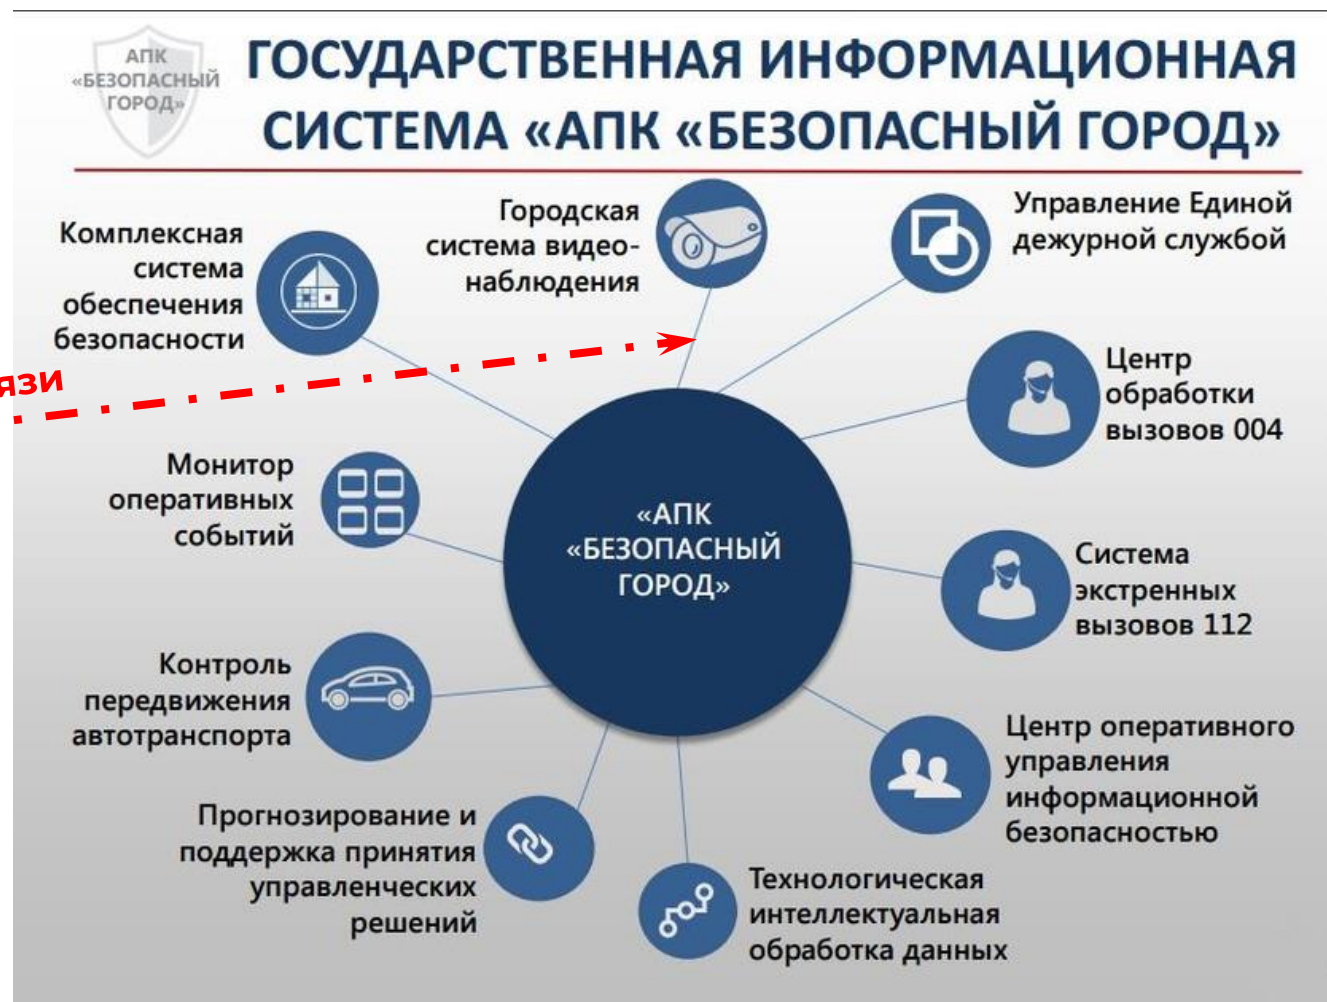 АПК
«БЕЗОПАСНЫЙ
ГОРОД»
ГОСУДАРСТВЕННАЯ ИНФОРМАЦИОННАЯ
СИСТЕМА «АПК «БЕЗОПАСНЫЙ ГОРОД»
Комплексная
система
обеспечения
безопасности
Городская
система видео-
наблюдения
Управление Единой
дежурной службой
Центр
обработки
вызовов 004
Монитор
оперативных
событий
«АПК
«БЕЗОПАСНЫЙ
ГОРОД»
Система
экстренных
вызовов 112
Контроль
передвижения
автотранспорта
Центр оперативного
управления
информационной
безопасностью
Прогнозирование и
поддержка принятия
управленческих
решений
Технологическая
интеллектуальная
обработка данных